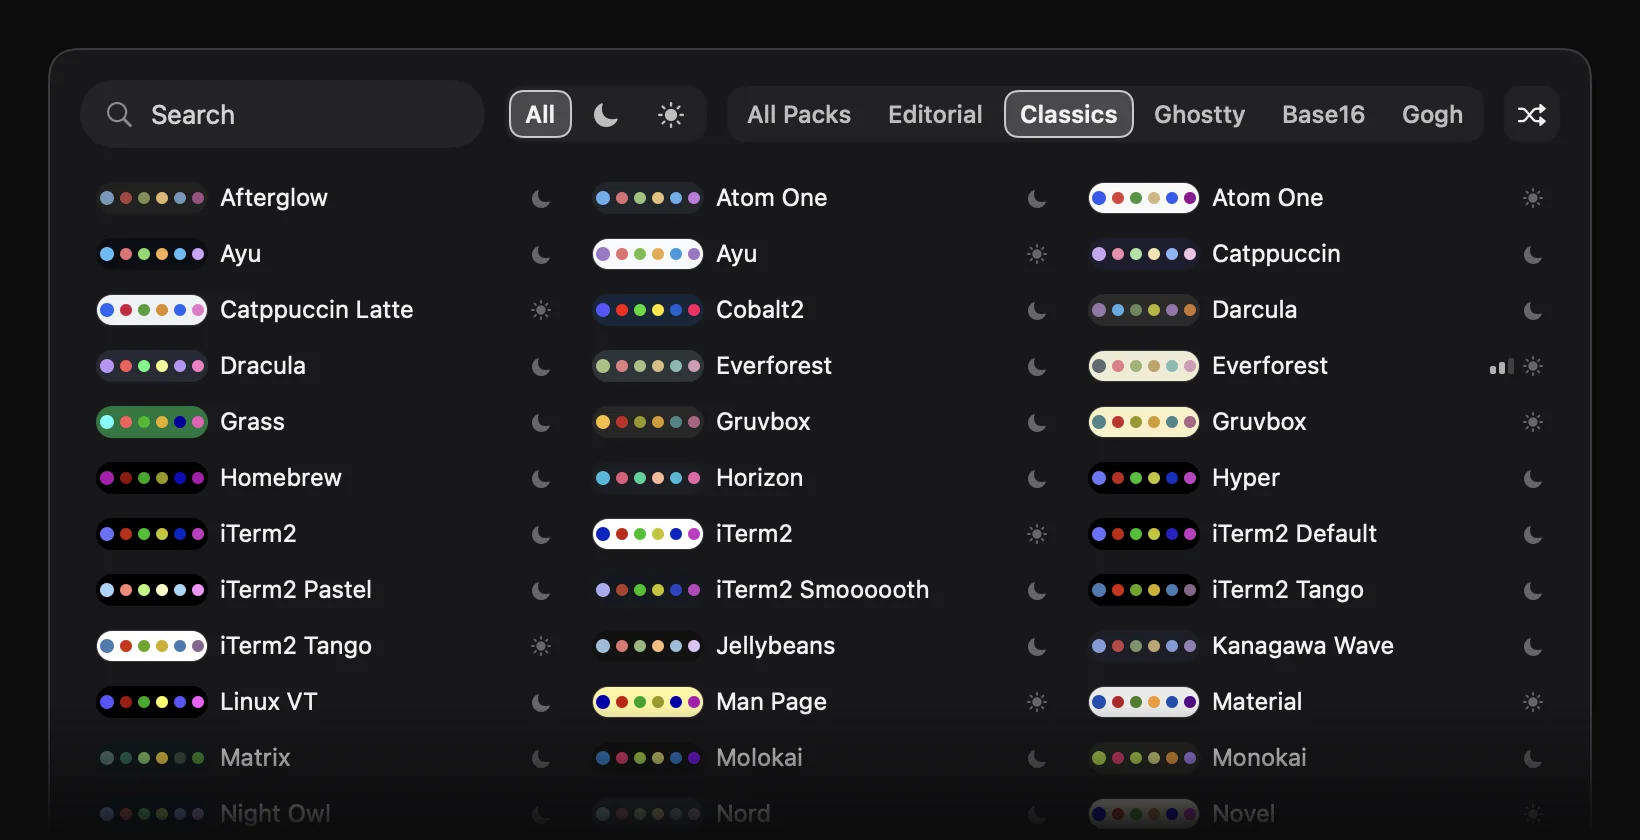 Search All All Packs Editorial Classics Ghostty Base16 Gogh
Afterglow Atom One Atom One
Ayu Ayu Catppuccin
Catppuccin Latte Cobalt2 Darcula
Dracula Everforest Everforest
Grass Gruvbox Gruvbox
Homebrew Horizon Hyper
iTerm2 iTerm2 iTerm2 Default
iTerm2 Pastel iTerm2 Smoooooth iTerm2 Tango
iTerm2 Tango Jellybeans Kanagawa Wave
Linux VT Man Page Material
Matrix Molokai Monokai
Night Owl Nord Novel